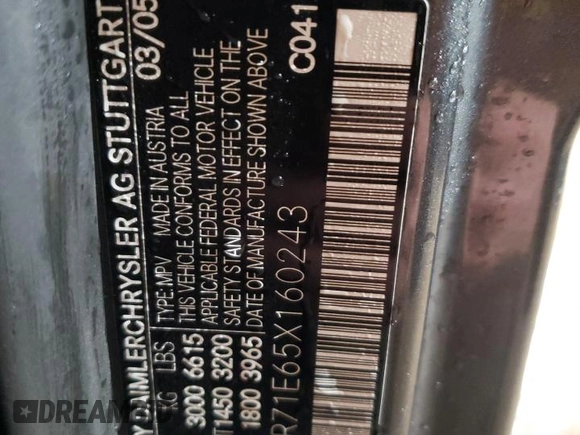 Y DAIMLERCHRYSLER AG STUTTGART
03/05
KG LBS TYPE: MPV MADE IN AUSTRIA
THIS VEHICLE CONFORMS TO ALL
3000 6615 APPLICABLE FEDERAL MOTOR VEHICLE
1450 3200 SAFETY STANDARDS IN EFFECT ON THE
1800 3965 DATE OF MANUFACTURE SHOWN ABOVE
R71E65X160243 C041
DREAM